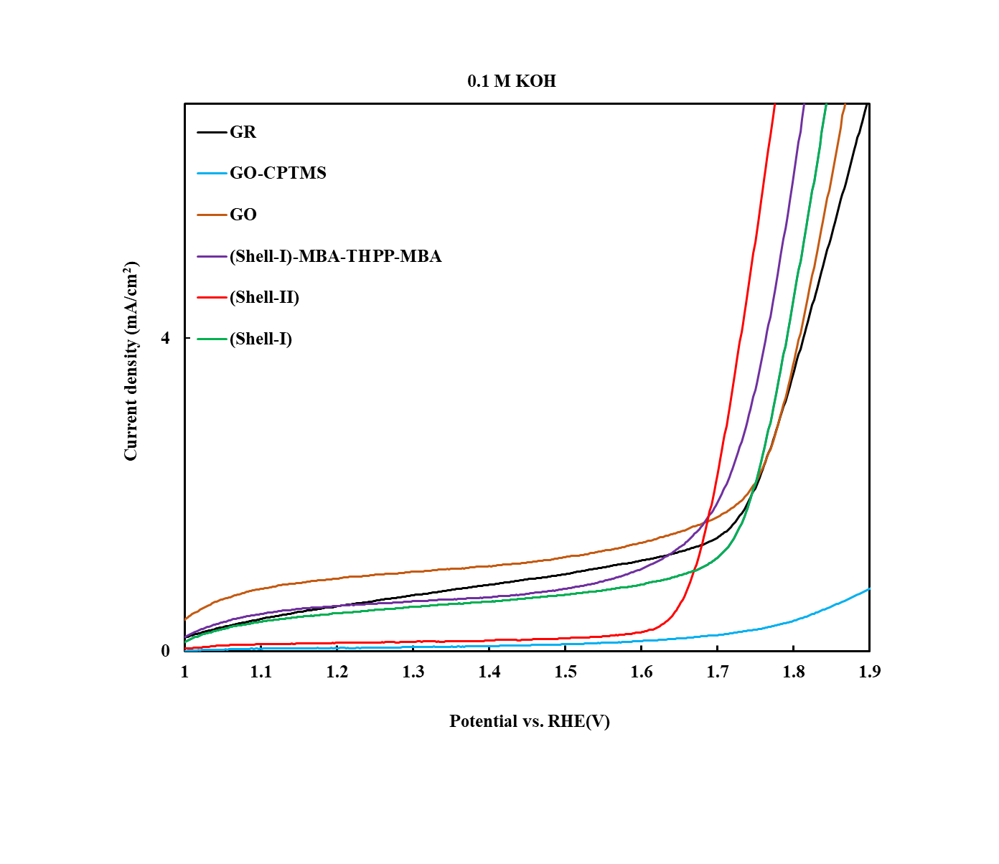 0.1 M KOH
GR
GO-CPTMS
GO
(Shell-I)-MBA-THPP-MBA
(Shell-II)
(Shell-I)
Current density (mA/cm²)
4
0
1 1.1 1.2 1.3 1.4 1.5 1.6 1.7 1.8 1.9
Potential vs. RHE(V)